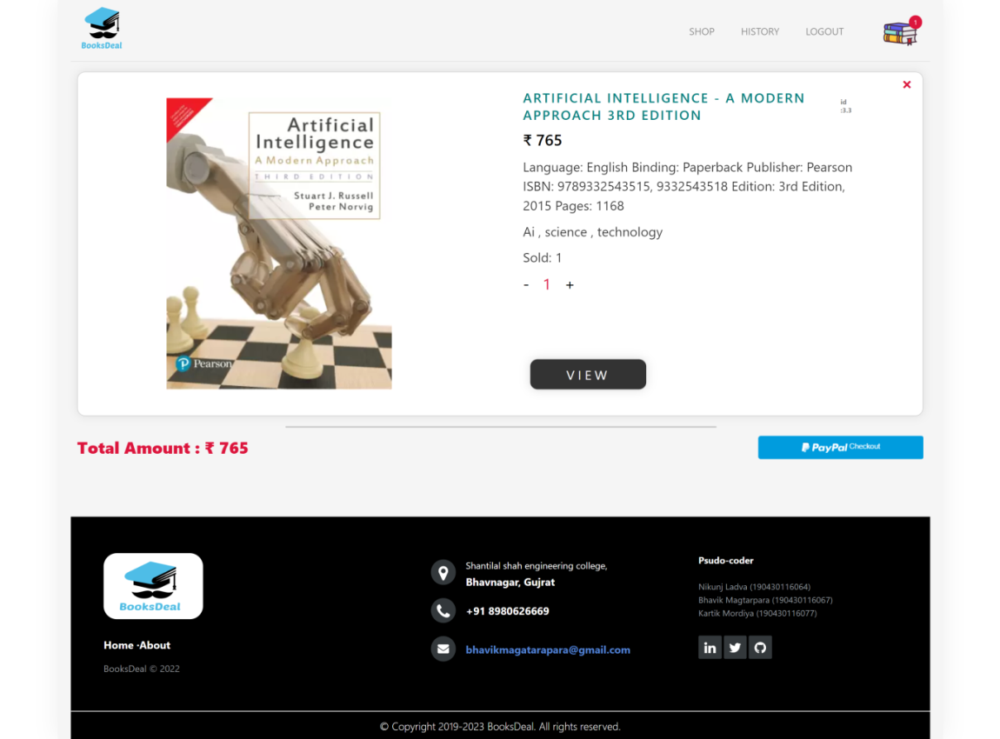 BooksDeal
SHOP HISTORY LOGOUT
1
Artificial
Intelligence
A Modern Approach
THIRD EDITION
Stuart J. Russell
Peter Norvig
Pearson
ARTIFICIAL INTELLIGENCE - A MODERN
APPROACH 3RD EDITION
id
:3.3
₹ 765
Language: English Binding: Paperback Publisher: Pearson
ISBN: 9789332543515, 9332543518 Edition: 3rd Edition,
2015 Pages: 1168
Ai , science , technology
Sold: 1
- 1 +
VIEW
Total Amount : ₹ 765
PayPal Checkout
BooksDeal
Home ·About
BooksDeal © 2022
Shantilal shah engineering college,
Bhavnagar, Gujrat
+91 8980626669
bhavikmagatarapara@gmail.com
Psudo-coder
Nikunj Ladva (190430116064)
Bhavik Magtarpara (190430116067)
Kartik Mordiya (190430116077)
in
© Copyright 2019-2023 BooksDeal. All rights reserved.